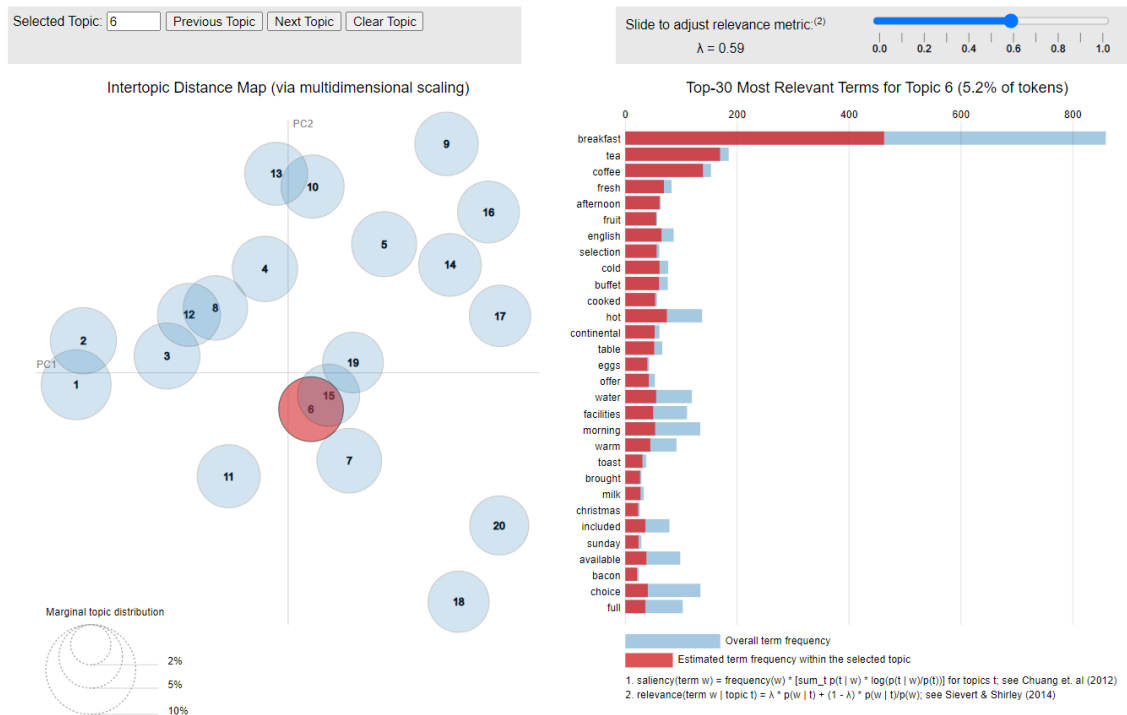 Selected Topic: 6 Previous Topic Next Topic Clear Topic
Slide to adjust relevance metric:(2)
λ = 0.59
0.0 0.2 0.4 0.6 0.8 1.0
Intertopic Distance Map (via multidimensional scaling)
PC2
PC1
9
13
10
16
5
14
4
8
12
17
2
3
19
1
15
6
7
11
20
18
Marginal topic distribution
2%
5%
10%
Top-30 Most Relevant Terms for Topic 6 (5.2% of tokens)
0 200 400 600 800
breakfast
tea
coffee
fresh
afternoon
fruit
english
selection
cold
buffet
cooked
hot
continental
table
eggs
offer
water
facilities
morning
warm
toast
brought
milk
christmas
included
sunday
available
bacon
choice
full
Overall term frequency
Estimated term frequency within the selected topic
1. saliency(term w) = frequency(w) * [sum_t p(t | w) * log(p(t | w)/p(t))] for topics t; see Chuang et. al (2012)
2. relevance(term w | topic t) = λ * p(w | t) + (1 - λ) * p(w | t)/p(w); see Sievert & Shirley (2014)